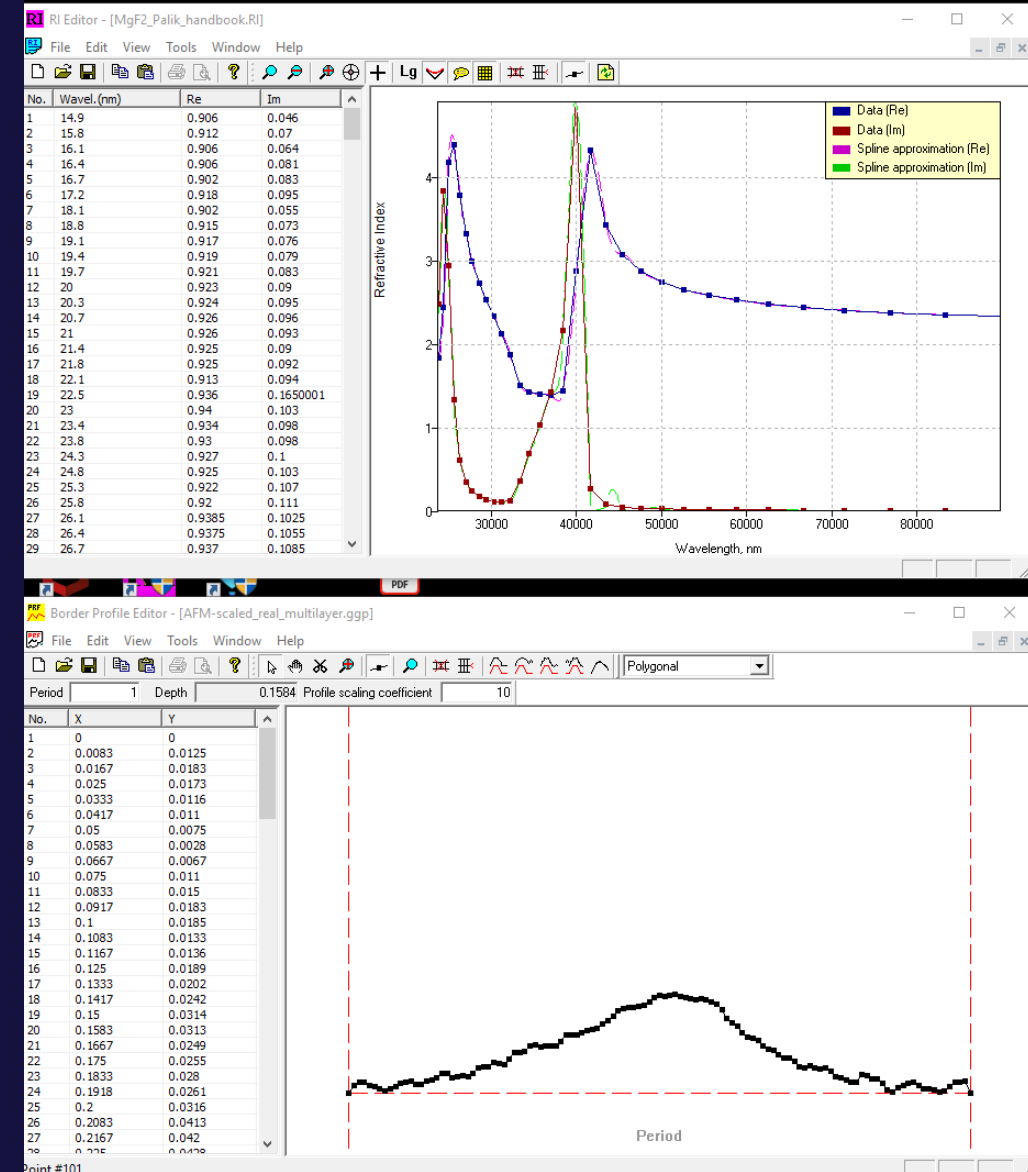 RI RI Editor - [MgF2_Palik_handbook.RI]
RI File Edit View Tools Window Help
Lg
No. Wavel.(nm) Re Im
1 14.9 0.906 0.046
2 15.8 0.912 0.07
3 16.1 0.906 0.064
4 16.4 0.906 0.081
5 16.7 0.902 0.083
6 17.2 0.918 0.095
7 18.1 0.902 0.055
8 18.8 0.915 0.073
9 19.1 0.917 0.076
10 19.4 0.919 0.079
11 19.7 0.921 0.083
12 20 0.923 0.09
13 20.3 0.924 0.095
14 20.7 0.926 0.096
15 21 0.926 0.093
16 21.4 0.925 0.09
17 21.8 0.925 0.092
18 22.1 0.913 0.094
19 22.5 0.936 0.1650001
20 23 0.94 0.103
21 23.4 0.934 0.098
22 23.8 0.93 0.098
23 24.3 0.927 0.1
24 24.8 0.925 0.103
25 25.3 0.922 0.107
26 25.8 0.92 0.111
27 26.1 0.9385 0.1025
28 26.4 0.9375 0.1055
29 26.7 0.937 0.1085
Data (Re)
Data (Im)
Spline approximation (Re)
Spline approximation (Im)
Refractive Index
4
3
2
1
0
30000 40000 50000 60000 70000 80000
Wavelength, nm
PDF
PRF Border Profile Editor - [AFM-scaled_real_multilayer.ggp]
PRF File Edit View Tools Window Help
Polygonal
Period 1 Depth 0.1584 Profile scaling coefficient 10
No. X Y
1 0 0
2 0.0083 0.0125
3 0.0167 0.0183
4 0.025 0.0173
5 0.0333 0.0116
6 0.0417 0.011
7 0.05 0.0075
8 0.0583 0.0028
9 0.0667 0.0067
10 0.075 0.011
11 0.0833 0.015
12 0.0917 0.0183
13 0.1 0.0185
14 0.1083 0.0133
15 0.1167 0.0136
16 0.125 0.0189
17 0.1333 0.0202
18 0.1417 0.0242
19 0.15 0.0314
20 0.1583 0.0313
21 0.1667 0.0249
22 0.175 0.0255
23 0.1833 0.028
24 0.1918 0.0261
25 0.2 0.0316
26 0.2083 0.0413
27 0.2167 0.042
28 0.225 0.0428
Period
Point #101